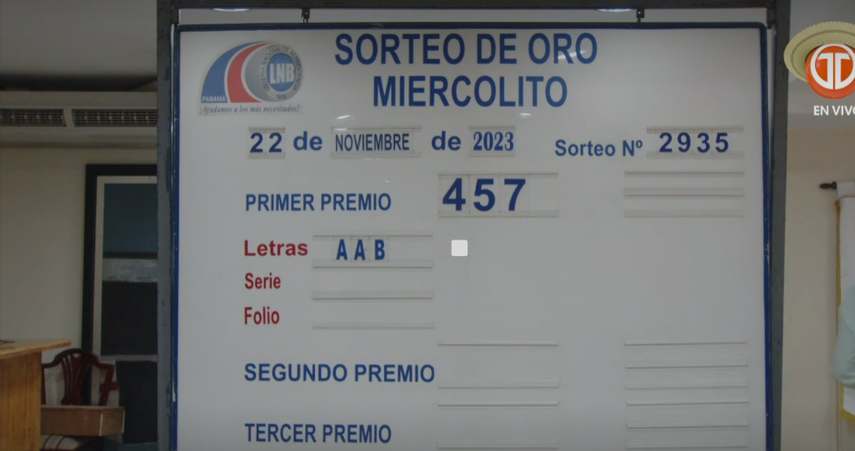 SORTEO DE ORO
MIERCOLITO
LNB
PANAMÁ
¡Ayudamos a los más necesitados!
22 de NOVIEMBRE de 2023
Sorteo Nº 2935
PRIMER PREMIO 457
Letras AAB
Serie
Folio
SEGUNDO PREMIO
TERCER PREMIO
EN VIVO